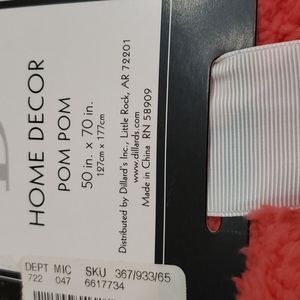 HOME DECOR
POM POM
50 in. x 70 in.
127cm x 177cm
Distributed by Dillard's Inc., Little Rock, AR 72201
www.dillards.com
Made in China RN 58909
DEPT MIC SKU 367/933/65
722 047 6617734